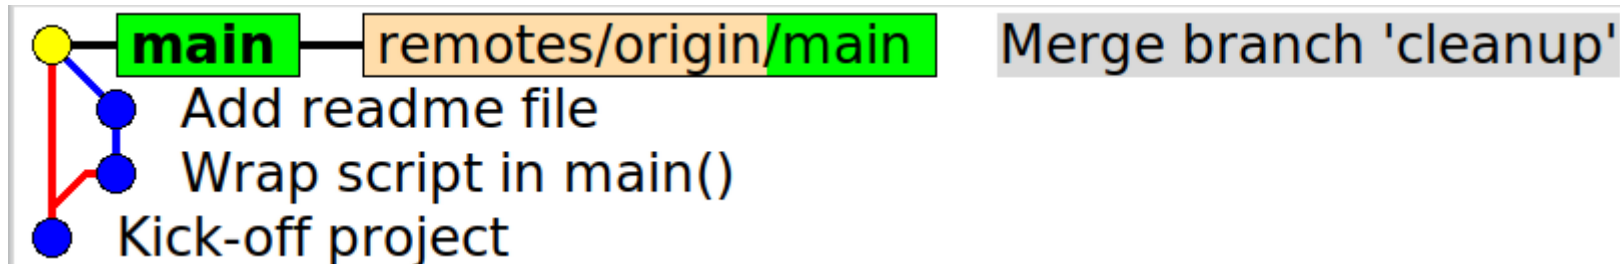 main remotes/origin/main Merge branch 'cleanup'
Add readme file
Wrap script in main()
Kick-off project